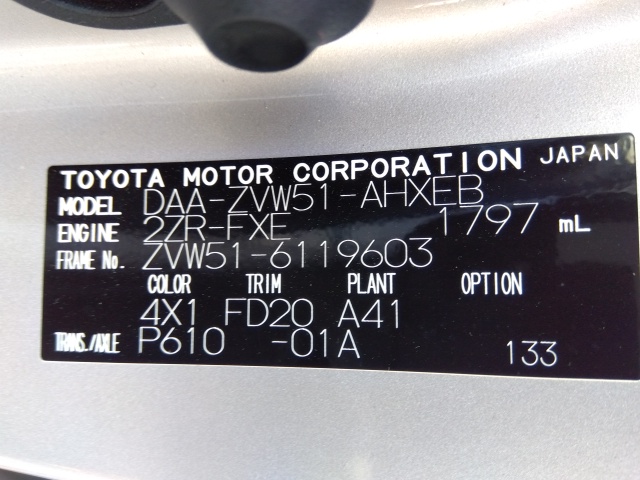 TOYOTA MOTOR CORPORATION JAPAN
MODEL DAA-ZVW51-AHXEB
ENGINE 2ZR-FXE 1797 mL
FRAME No. ZVW51-6119603
COLOR TRIM PLANT OPTION
4X1 FD20 A41
TRANS./AXLE P610 -01A 133